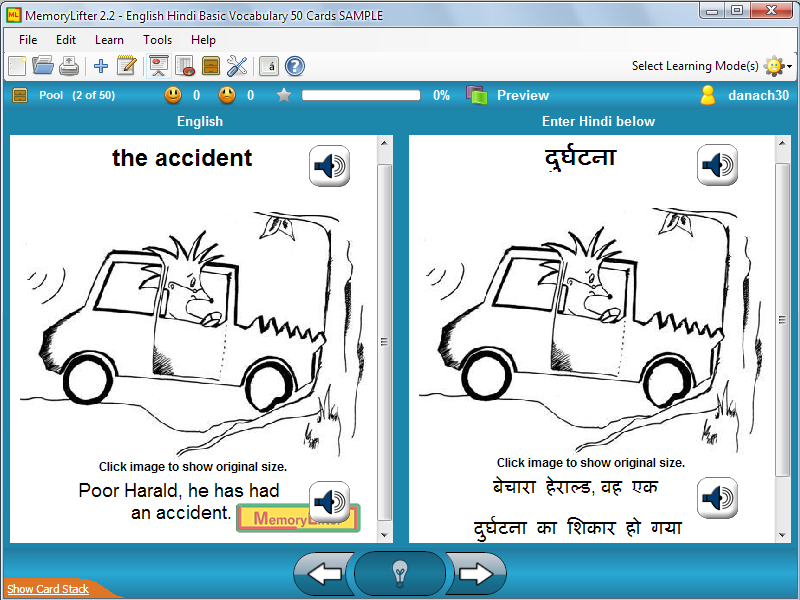 MemoryLifter 2.2 - English Hindi Basic Vocabulary 50 Cards SAMPLE
File Edit Learn Tools Help
Select Learning Mode(s)
Pool (2 of 50) 0 0 0% Preview danach30
English
Enter Hindi below
the accident
Click image to show original size.
Poor Harald, he has had
an accident.
दुर्घटना
Click image to show original size.
बेचारा हेराल्ड, वह एक
दुर्घटना का शिकार हो गया
Show Card Stack